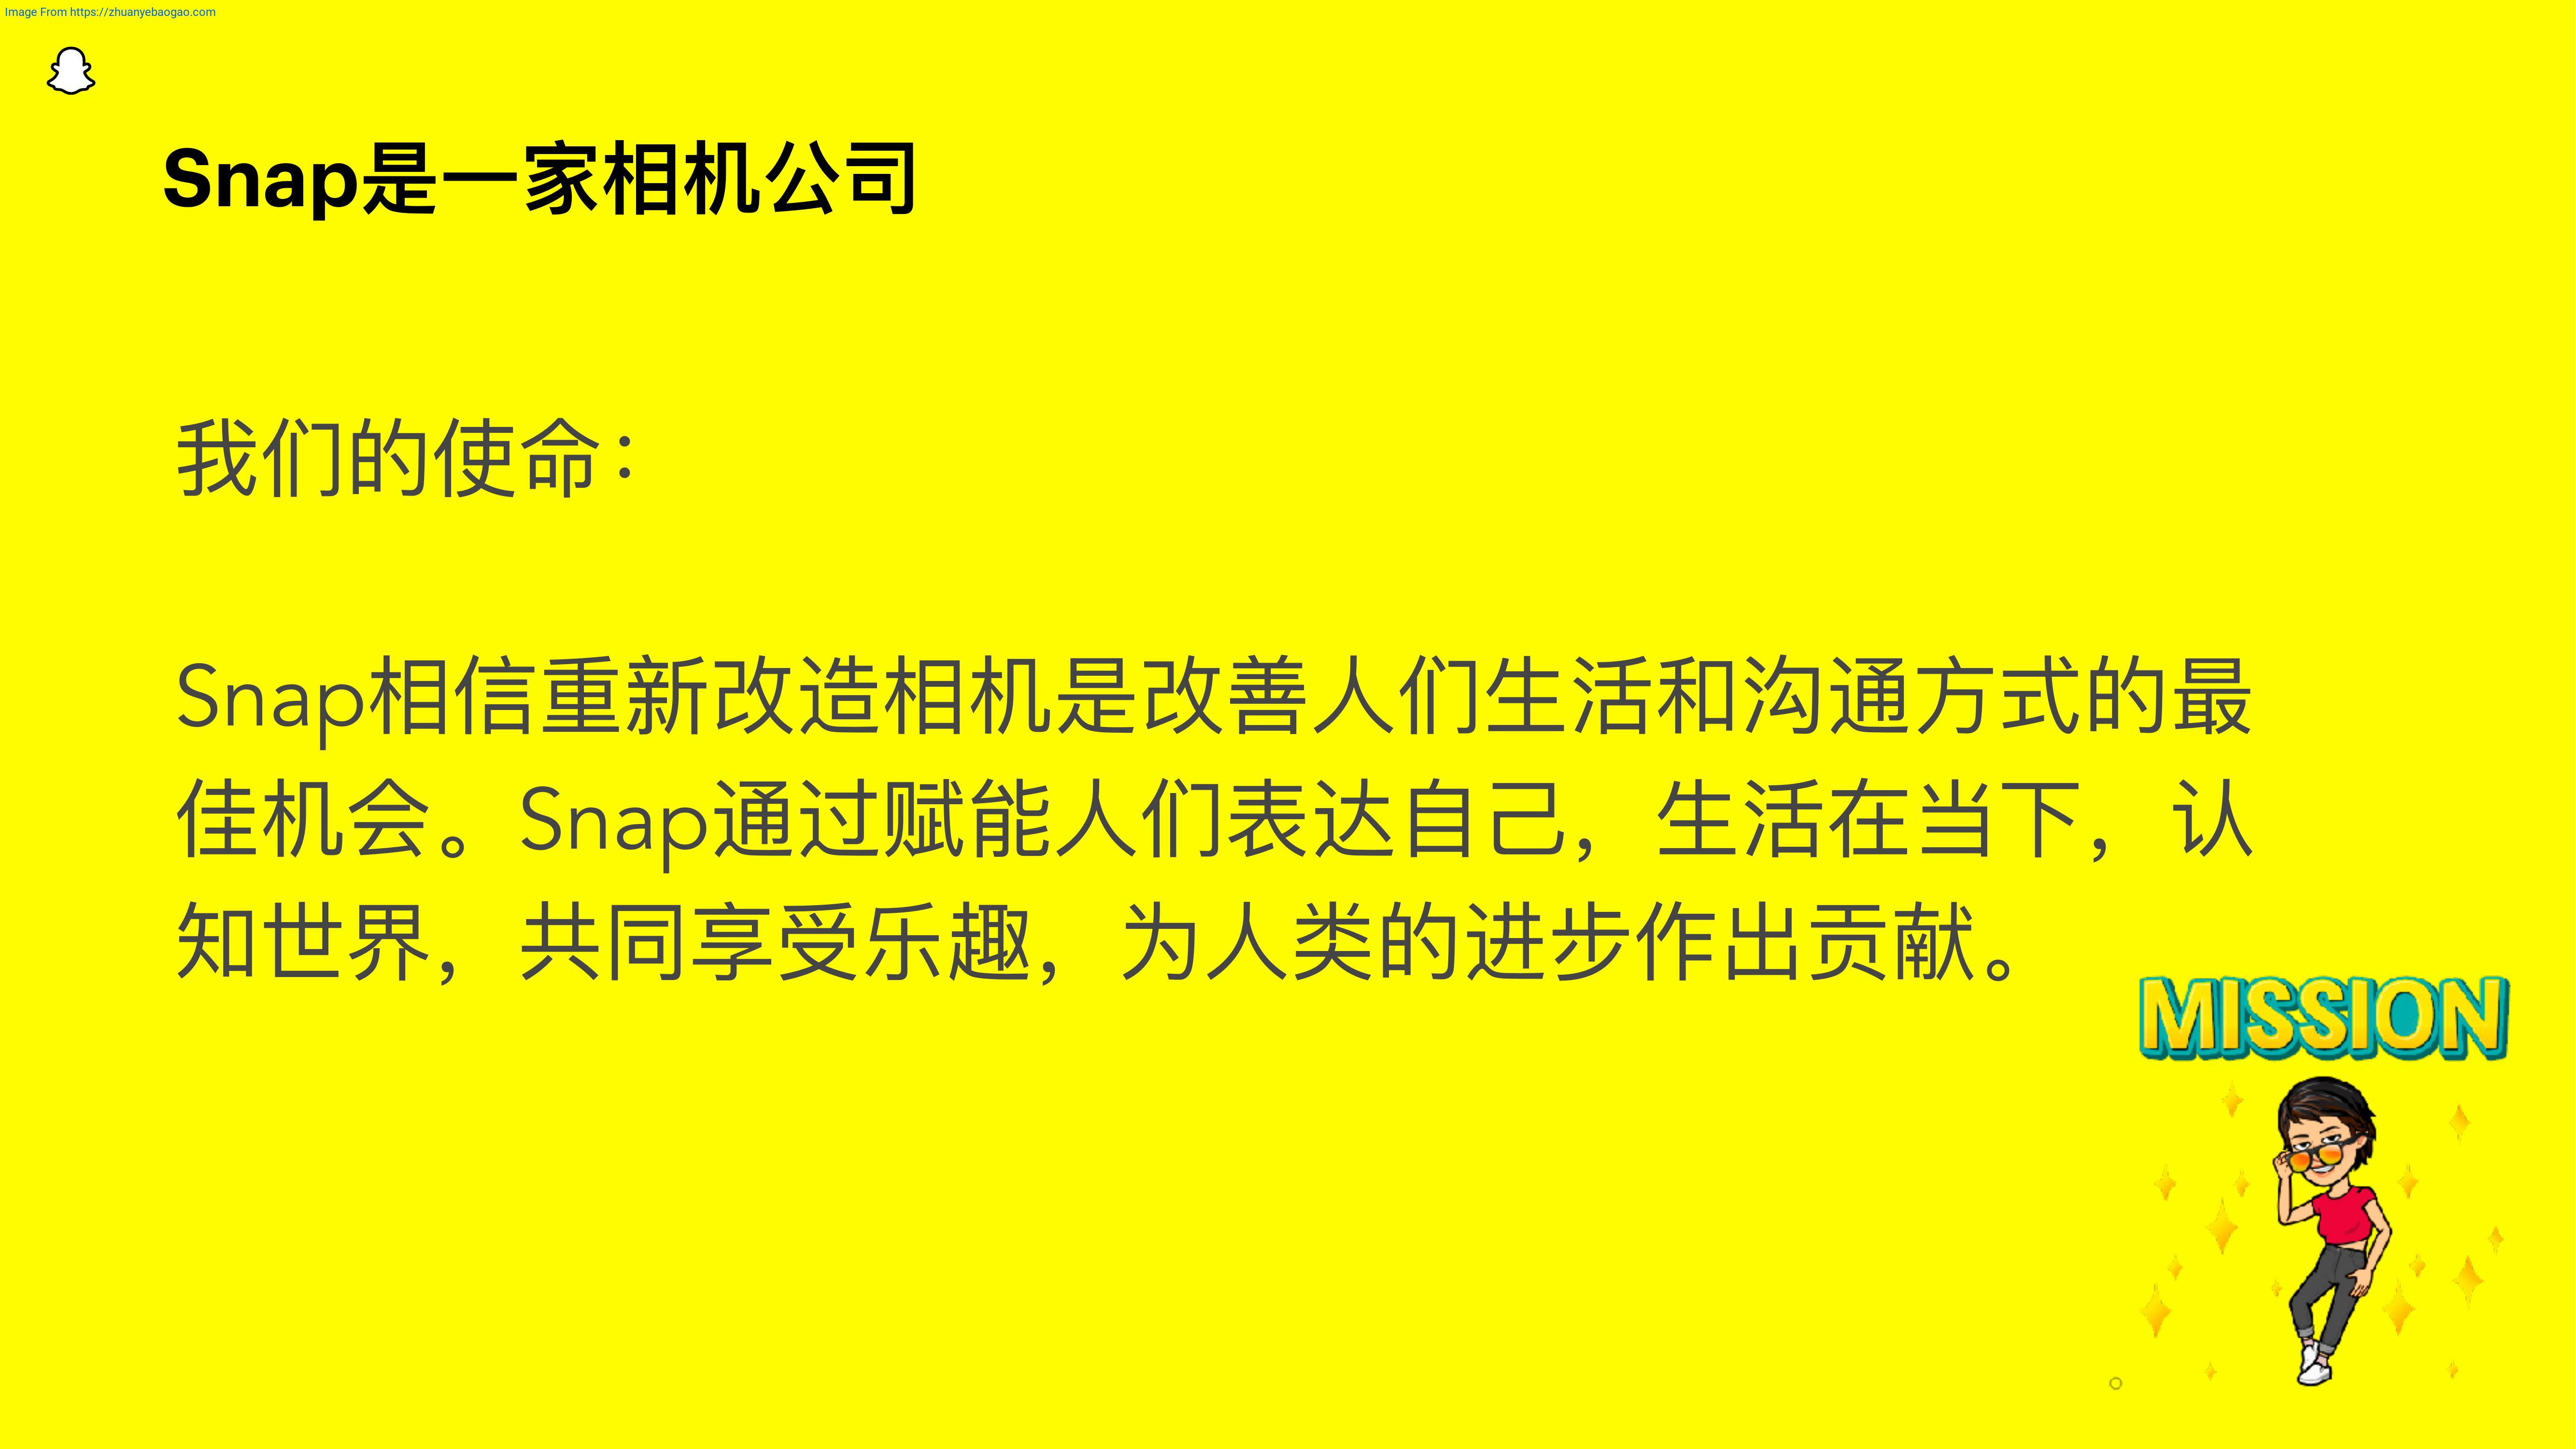 Image From https://zhuanyebaogao.com
Snap是一家相机公司
我们的使命：
Snap相信重新改造相机是改善人们生活和沟通方式的最
佳机会。Snap通过赋能人们表达自己，生活在当下，认
知世界，共同享受乐趣，为人类的进步作出贡献。
MISSION